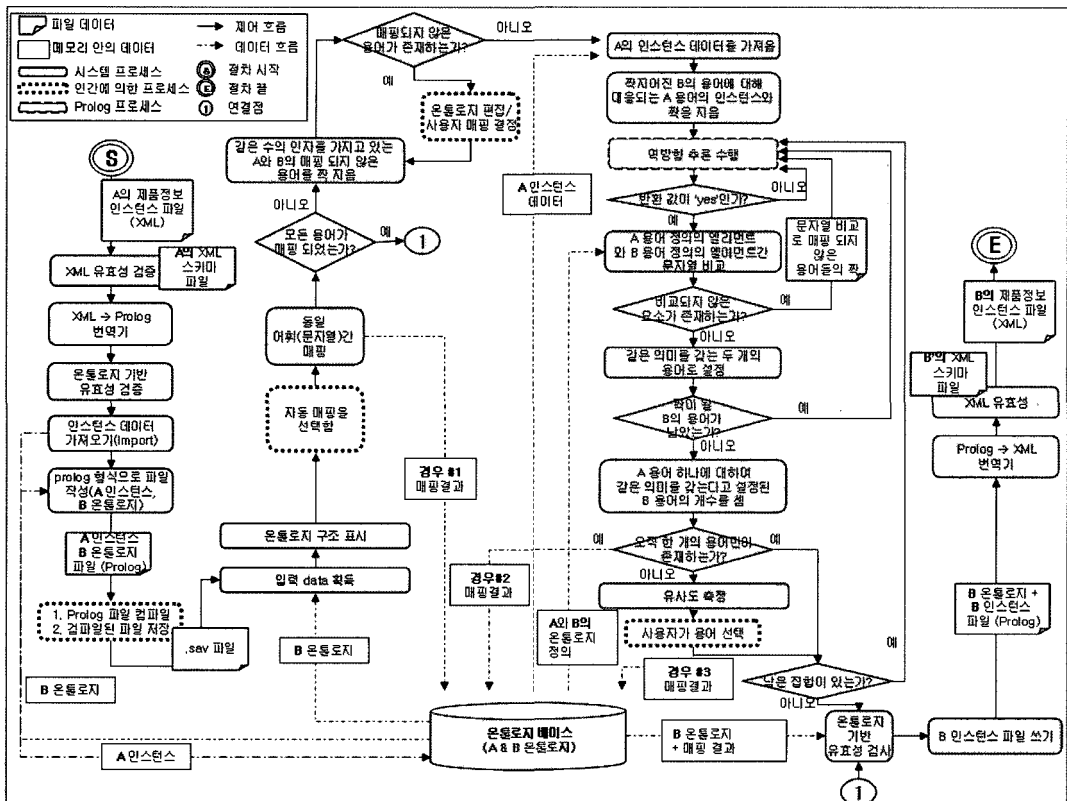 파일 데이터
메모리 안의 데이터
시스템 프로세스
인간에 의한 프로세스
Prolog 프로세스
제어 흐름
데이터 흐름
S 절차 시작
E 절차 끝
1 연결점
S
A의 제품정보
인스턴스 파일
(XML)
XML 유효성 검증
A의 XML
스키마
파일
XML → Prolog
번역기
온톨로지 기반
유효성 검증
인스턴스 데이터
가져오기(Import)
prolog 형식으로 파일
작성(A 인스턴스,
B 온톨로지)
A 인스턴스
B 온톨로지
파일 (Prolog)
1. Prolog 파일 컴파일
2. 컴파일된 파일 저장
.sav 파일
B 온톨로지
A 인스턴스
매핑되지 않은
용어가 존재하는가?
아니오
예
온톨로지 편집/
사용자 매핑 결정
같은 수의 인자를 가지고 있는
A와 B의 매핑 되지 않은
용어를 짝 지음
아니오
모든 용어가
매핑 되었는가?
예
1
동일
어휘(문자열)간
매핑
자동 매핑을
선택함
온톨로지 구조 표시
입력 data 획득
B 온톨로지
경우 #1
매핑결과
경우#2
매핑결과
A 인스턴스
데이터
A와 B의
온톨로지
정의
경우 #3
매핑결과
온톨로지 베이스
(A & B 온톨로지)
A의 인스턴스 데이터를 가져옴
짝지어진 B의 용어에 대해
대응되는 A 용어의 인스턴스와
짝을 지음
역방향 추론 수행
아니오
반환 값이 'yes'인가?
예
A 용어 정의의 엘리먼트
와 B 용어 정의의 엘리먼트간
문자열 비교
문자열 비교
로 매핑 되지
않은
용어들의 짝
비교되지 않은
요소가 존재하는가?
예
아니오
같은 의미를 갖는 두 개의
용어로 설정
짝이 될
B의 용어가
남았는가?
예
아니오
A 용어 하나에 대하여
같은 의미를 갖는다고 설정된
B 용어의 개수를 셈
예
오직 한 개의 용어만이
존재하는가?
예
아니오
유사도 측정
사용자가 용어 선택
예
남은 집합이 있는가?
아니오
B 온톨로지
+ 매핑 결과
온톨로지
기반
유효성 검사
1
B 인스턴스 파일 쓰기
B 온톨로지 +
B 인스턴스
파일 (Prolog)
Prolog → XML
번역기
XML 유효성
B'의 XML
스키마
파일
B의 제품정보
인스턴스 파일
(XML)
E